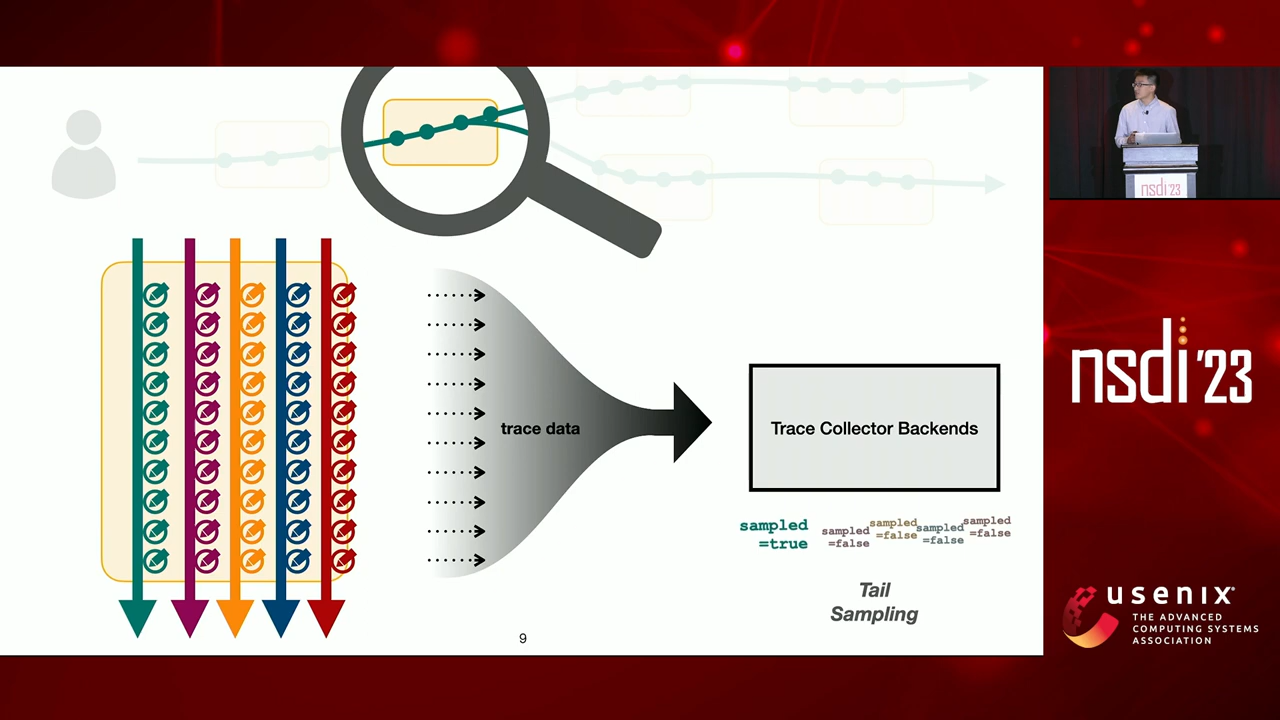 trace data
Trace Collector Backends
sampled
=true
sampled
=false
sampled
=false
sampled
=false
sampled
=false
Tail
Sampling
9
nsdi '23
nsdi '23
usenix
THE ADVANCED
COMPUTING SYSTEMS
ASSOCIATION